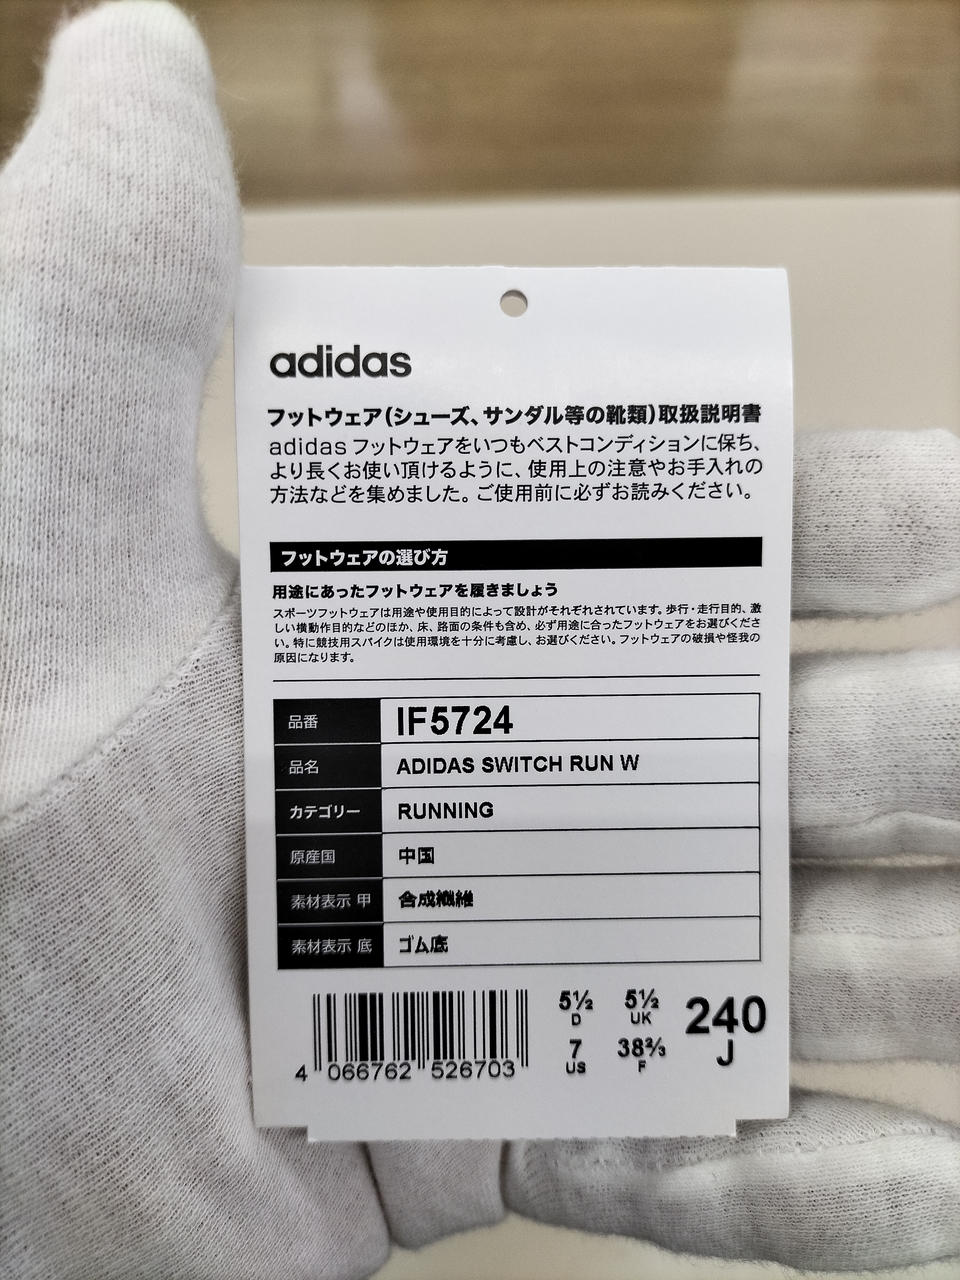 adidas
フットウェア(シューズ、サンダル等の靴類)取扱説明書
adidas フットウェアをいつもベストコンディションに保ち、
より長くお使い頂けるように、使用上の注意やお手入れの
方法などを集めました。ご使用前に必ずお読みください。
フットウェアの選び方
用途にあったフットウェアを履きましょう
スポーツフットウェアは用途や使用目的によって設計がそれぞれされています。歩行・走行目的、激
しい横動作目的などのほか、床、路面の条件も含め、必ず用途に合ったフットウェアをお選びくださ
い。特に競技用スパイクは使用環境を十分に考慮し、お選びください。フットウェアの破損や怪我の
原因になります。
品番 IF5724
品名 ADIDAS SWITCH RUN W
カテゴリー RUNNING
原産国 中国
素材表示 甲 合成繊維
素材表示 底 ゴム底
5½ 5½ 240
D UK J
7 38⅔
US F
4 066762 526703